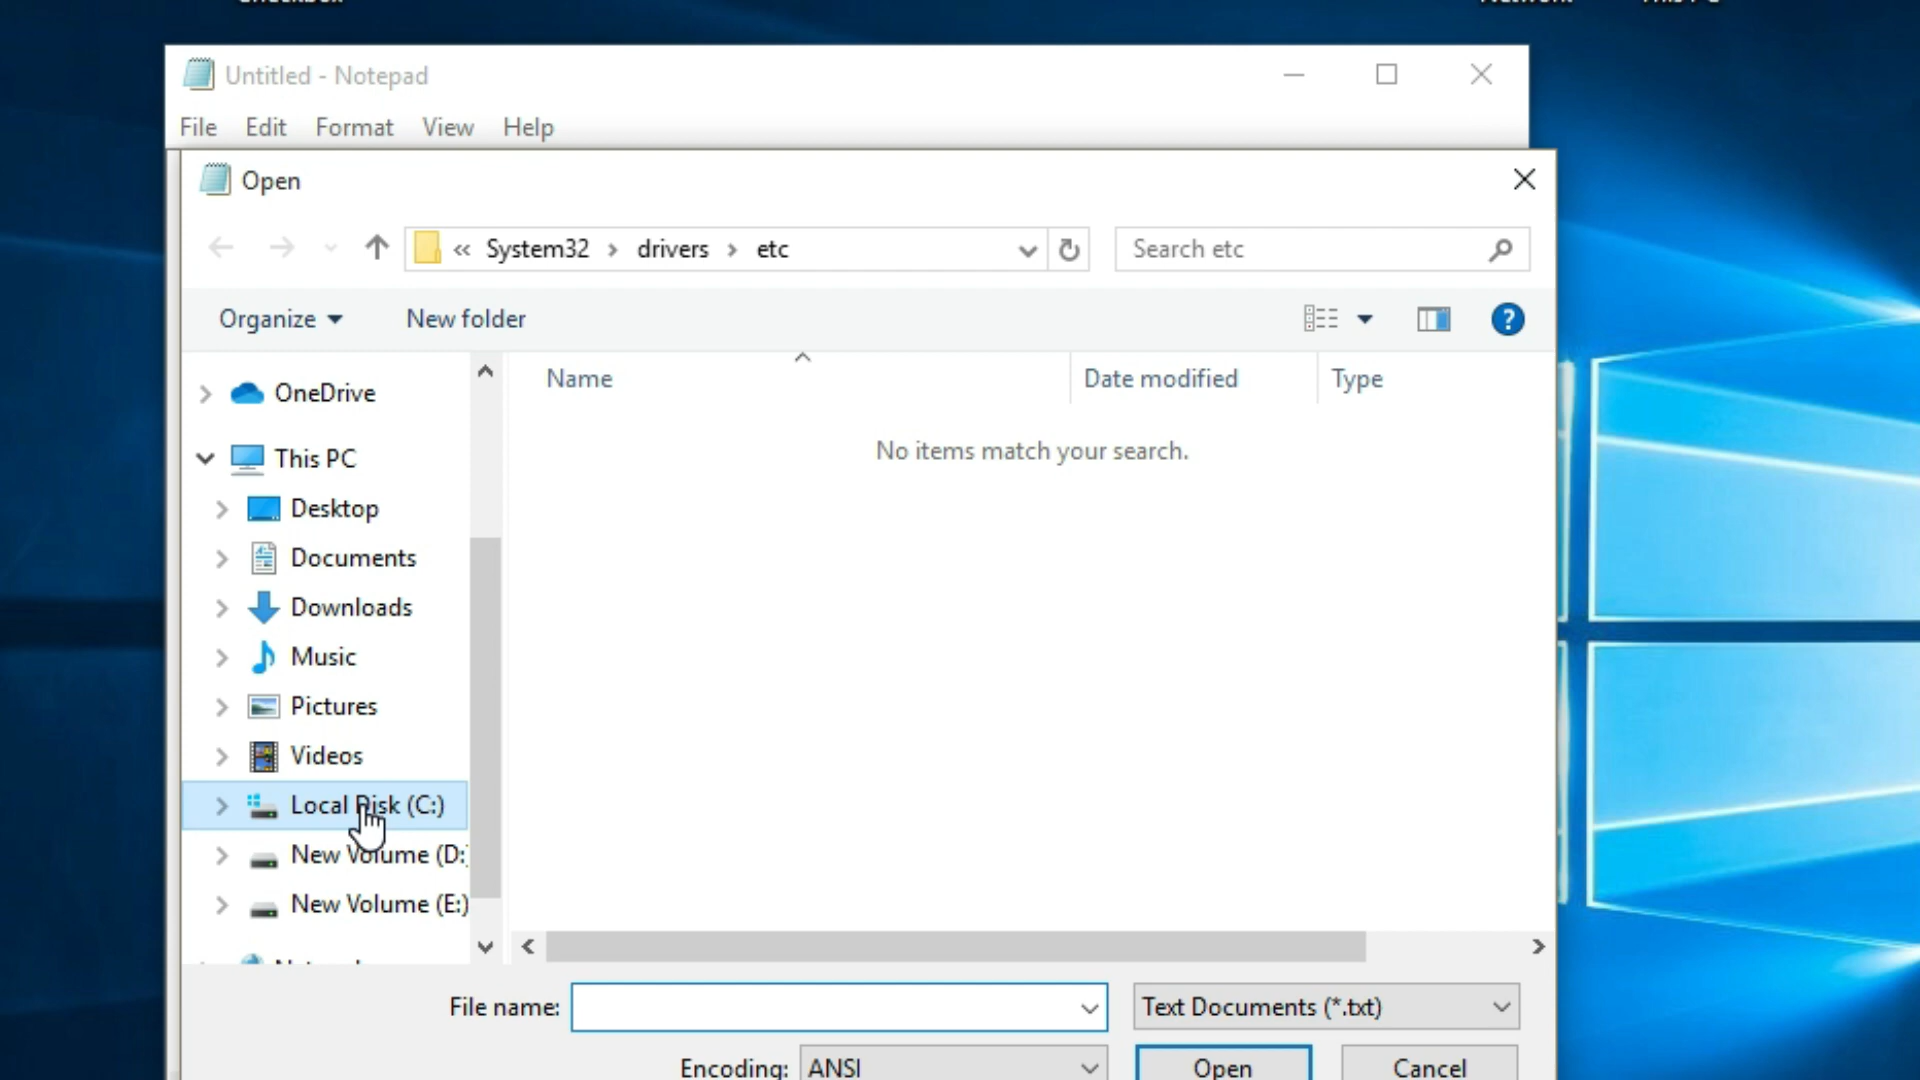 Untitled - Notepad
File Edit Format View Help
Open
« System32 > drivers > etc
Search etc
Organize
New folder
Name
Date modified
Type
OneDrive
This PC
Desktop
Documents
Downloads
Music
Pictures
Videos
Local Disk (C:)
New Volume (D:
New Volume (E:)
No items match your search.
File name:
Text Documents (*.txt)
Encoding:
ANSI
Open
Cancel